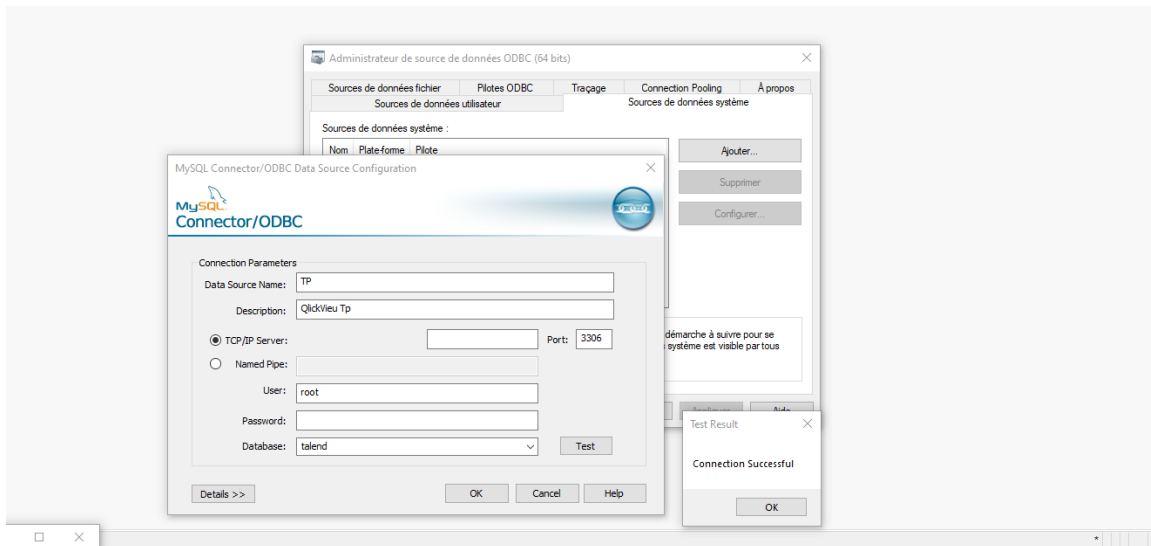 Administrateur de source de données ODBC (64 bits)
Sources de données fichier Pilotes ODBC Traçage Connection Pooling À propos
Sources de données utilisateur Sources de données système
Sources de données système :
Nom Plate-forme Pilote
Ajouter...
Supprimer
Configurer...
démarche à suivre pour se
système est visible par tous
Appliquer Aide
MySQL Connector/ODBC Data Source Configuration
MySQL
Connector/ODBC
Connection Parameters
Data Source Name: TP
Description: QlickVieu Tp
TCP/IP Server: Port: 3306
Named Pipe:
User: root
Password:
Database: talend Test
Details >> OK Cancel Help
Test Result
Connection Successful
OK